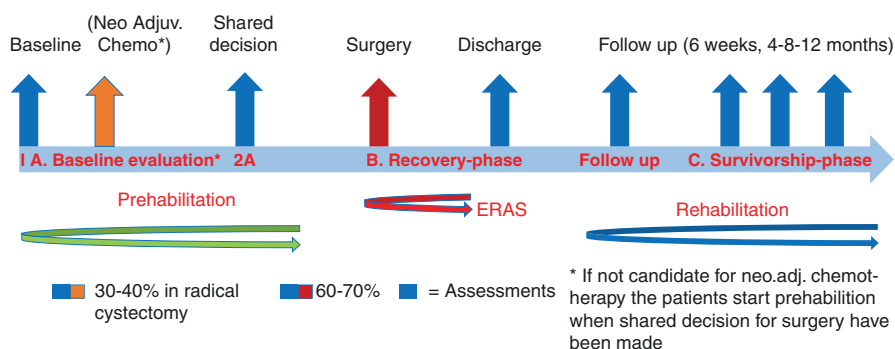 Baseline
(Neo Adjuv.
Chemo*)
Shared
decision
Surgery
Discharge
Follow up (6 weeks, 4-8-12 months)
I A. Baseline evaluation*
2A
B. Recovery-phase
Follow up
C. Survivorship-phase
Prehabilitation
ERAS
Rehabilitation
30-40% in radical
cystectomy
60-70%
= Assessments
* If not candidate for neo.adj. chemot-
herapy the patients start prehabilition
when shared decision for surgery have
been made